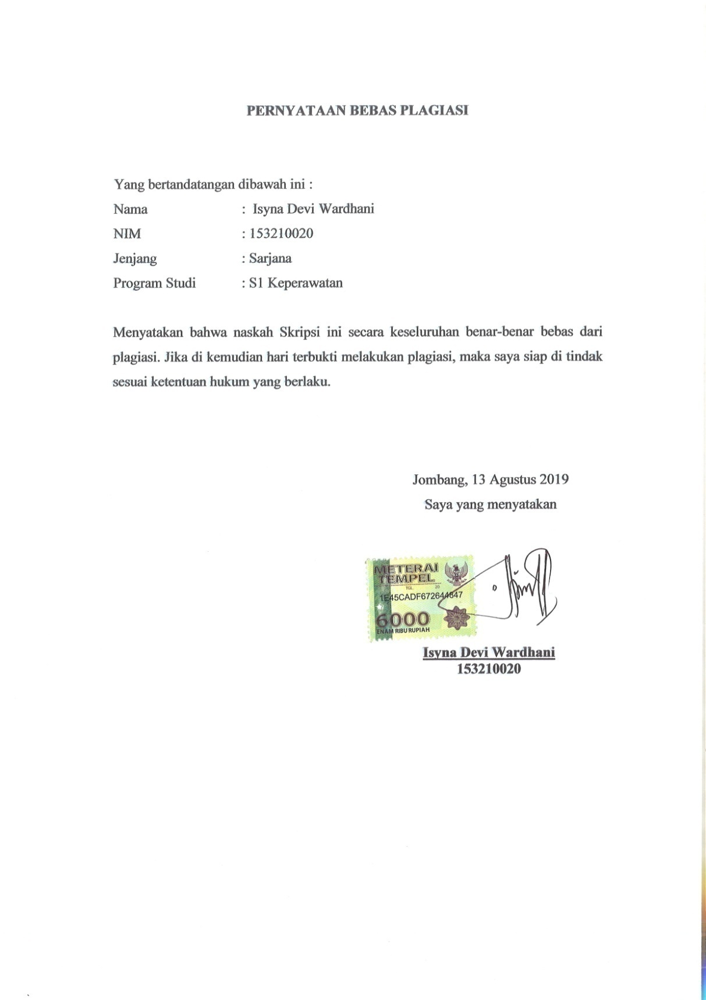 PERNYATAAN BEBAS PLAGIASI
Yang bertandatangan dibawah ini :
Nama : Isyna Devi Wardhani
NIM : 153210020
Jenjang : Sarjana
Program Studi : S1 Keperawatan
Menyatakan bahwa naskah Skripsi ini secara keseluruhan benar-benar bebas dari
plagiasi. Jika di kemudian hari terbukti melakukan plagiasi, maka saya siap di tindak
sesuai ketentuan hukum yang berlaku.
Jombang, 13 Agustus 2019
Saya yang menyatakan
METERAI
TEMPEL
TGL. 20
1E45CADF672644847
6000
ENAM RIBU RUPIAH
Isyna Devi Wardhani
153210020